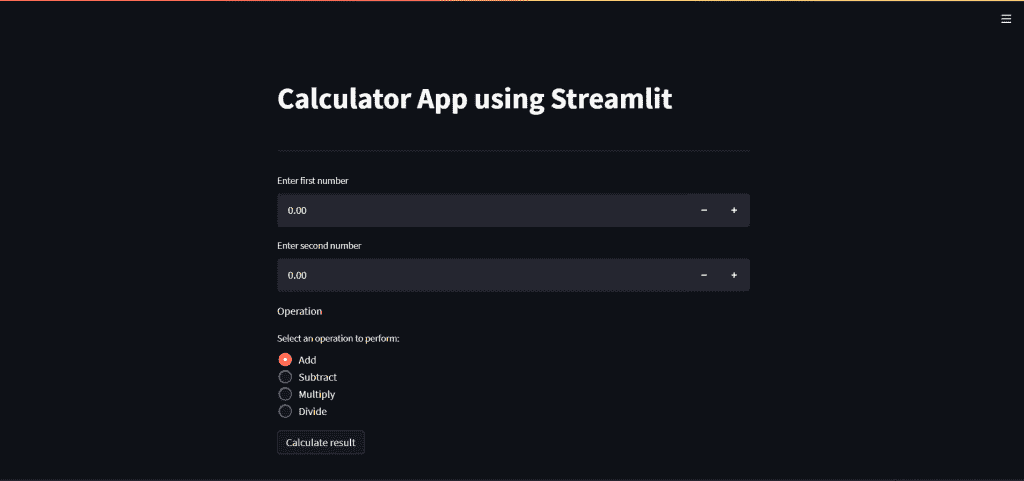 Calculator App using Streamlit
Enter first number
0.00
Enter second number
0.00
Operation
Select an operation to perform:
Add
Subtract
Multiply
Divide
Calculate result